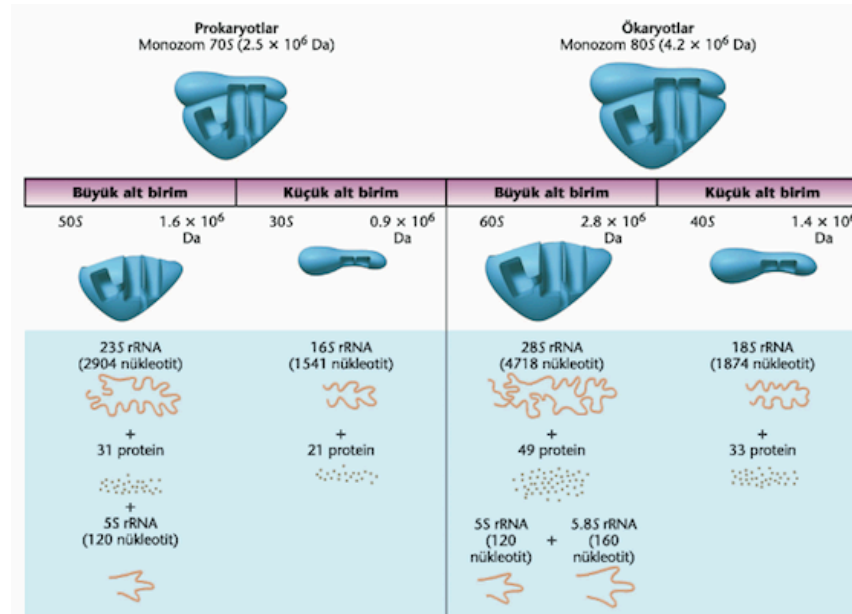 Prokaryotlar
Monozom 70S (2.5 × 10⁶ Da)
Ökaryotlar
Monozom 80S (4.2 × 10⁶ Da)
Büyük alt birim
Küçük alt birim
Büyük alt birim
Küçük alt birim
50S 1.6 × 10⁶
Da
30S 0.9 × 10⁶
Da
60S 2.8 × 10⁶
Da
40S 1.4 × 10⁶
Da
23S rRNA
(2904 nükleotit)
+
31 protein
+
5S rRNA
(120 nükleotit)
16S rRNA
(1541 nükleotit)
+
21 protein
28S rRNA
(4718 nükleotit)
+
49 protein
5S rRNA
(120
nükleotit)
+
5.8S rRNA
(160
nükleotit)
18S rRNA
(1874 nükleotit)
+
33 protein